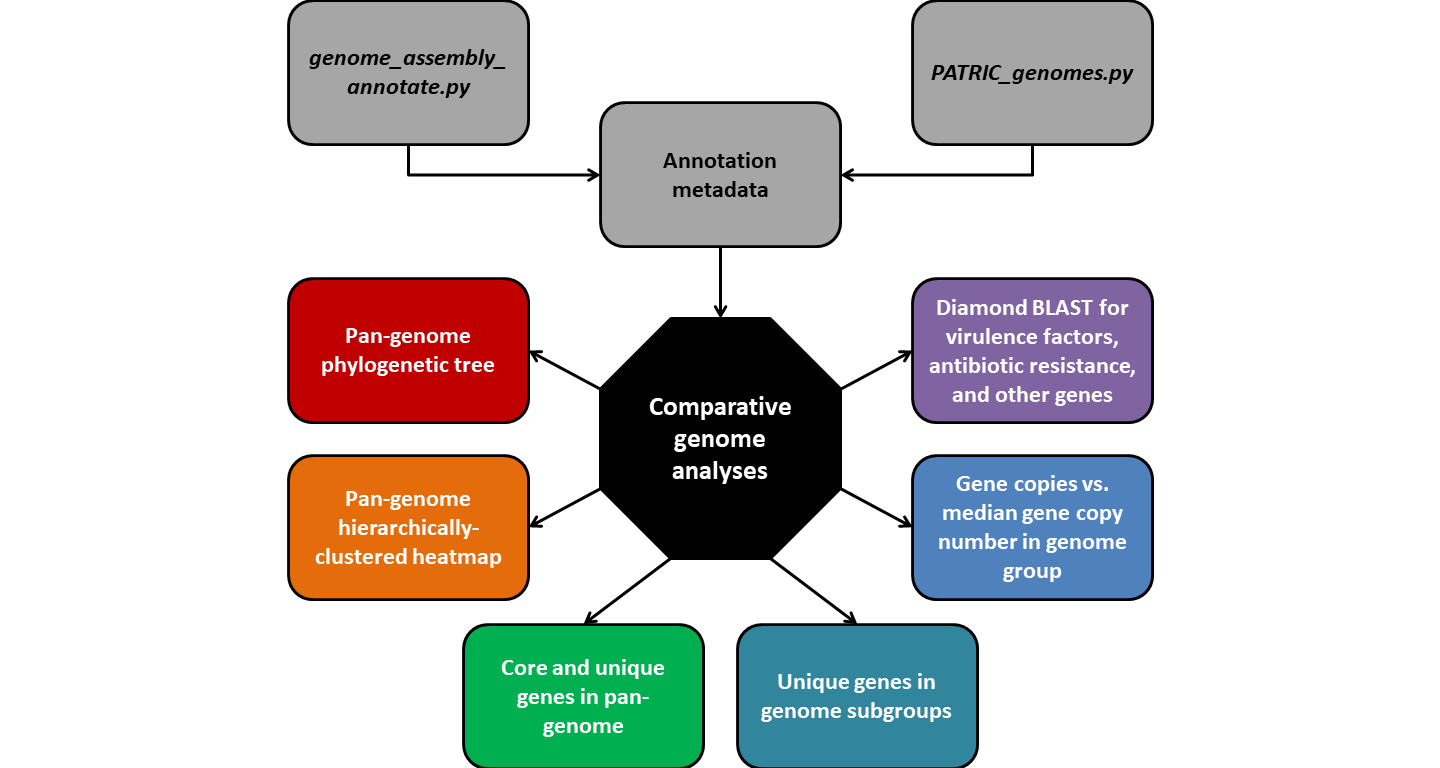 genome_assembly_
annotate.py
PATRIC_genomes.py
Annotation
metadata
Pan-genome
phylogenetic tree
Diamond BLAST for
virulence factors,
antibiotic resistance,
and other genes
Comparative
genome
analyses
Pan-genome
hierarchically-
clustered heatmap
Gene copies vs.
median gene copy
number in genome
group
Core and unique
genes in pan-
genome
Unique genes in
genome subgroups